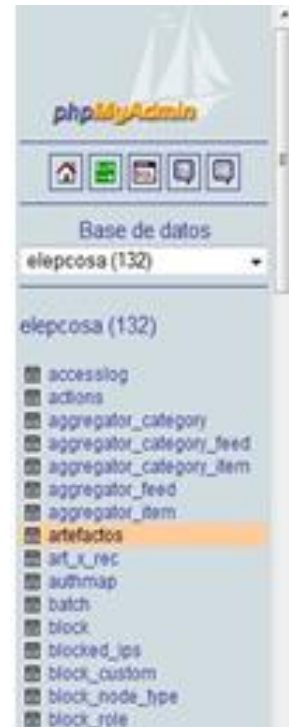 phpMyAdmin
Base de datos
elepcosa (132)
elepcosa (132)
accesslog
actions
aggregator_category
aggregator_category_feed
aggregator_category_item
aggregator_feed
aggregator_item
artefactos
art_x_rec
authmap
batch
block
blocked_ips
block_custom
block_node_type
block_role